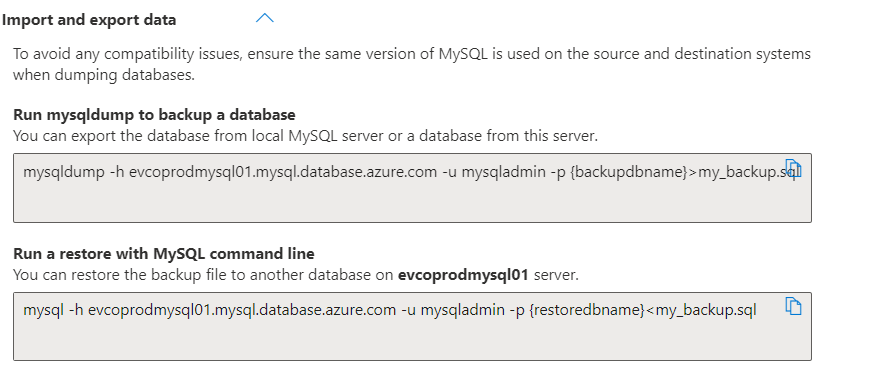 Import and export data
To avoid any compatibility issues, ensure the same version of MySQL is used on the source and destination systems
when dumping databases.
Run mysqldump to backup a database
You can export the database from local MySQL server or a database from this server.
mysqldump -h evcoprodmysql01.mysql.database.azure.com -u mysqladmin -p {backupdbname}>my_backup.sql
Run a restore with MySQL command line
You can restore the backup file to another database on evcoprodmysql01 server.
mysql -h evcoprodmysql01.mysql.database.azure.com -u mysqladmin -p {restoredbname}<my_backup.sql